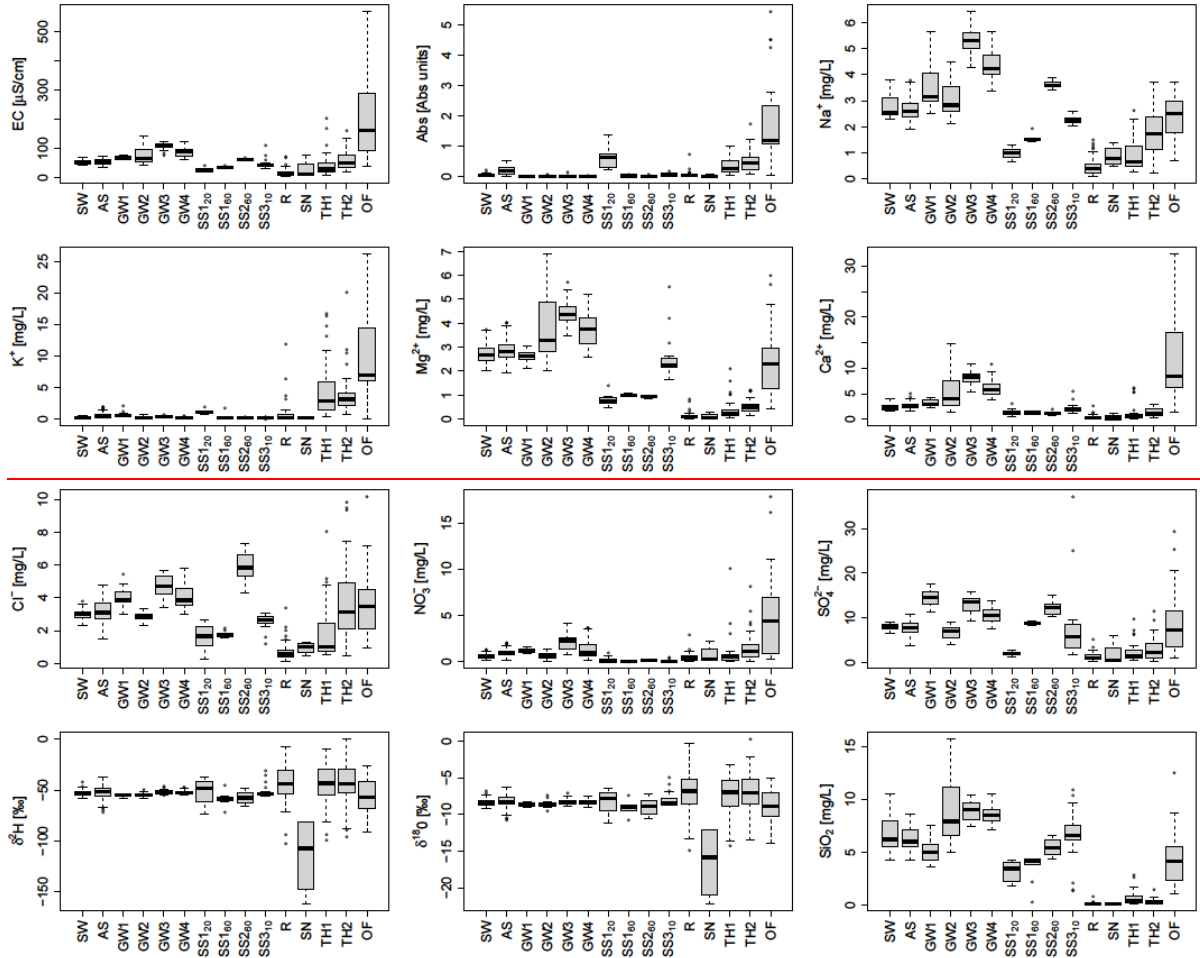 EC [µS/cm]
0 100 300 500
SW AS GW1 GW2 GW3 GW4 SS1₂₀ SS1₆₀ SS2₆₀ SS3₁₀ R SN TH1 TH2 OF
Abs [Abs units]
0 1 2 3 4 5
SW AS GW1 GW2 GW3 GW4 SS1₂₀ SS1₆₀ SS2₆₀ SS3₁₀ R SN TH1 TH2 OF
Na⁺ [mg/L]
0 1 2 3 4 5 6
SW AS GW1 GW2 GW3 GW4 SS1₂₀ SS1₆₀ SS2₆₀ SS3₁₀ R SN TH1 TH2 OF
K⁺ [mg/L]
0 5 10 15 20 25
SW AS GW1 GW2 GW3 GW4 SS1₂₀ SS1₆₀ SS2₆₀ SS3₁₀ R SN TH1 TH2 OF
Mg²⁺ [mg/L]
0 1 2 3 4 5 6 7
SW AS GW1 GW2 GW3 GW4 SS1₂₀ SS1₆₀ SS2₆₀ SS3₁₀ R SN TH1 TH2 OF
Ca²⁺ [mg/L]
0 5 10 20 30
SW AS GW1 GW2 GW3 GW4 SS1₂₀ SS1₆₀ SS2₆₀ SS3₁₀ R SN TH1 TH2 OF
Cl⁻ [mg/L]
0 2 4 6 8 10
SW AS GW1 GW2 GW3 GW4 SS1₂₀ SS1₆₀ SS2₆₀ SS3₁₀ R SN TH1 TH2 OF
NO₃⁻ [mg/L]
0 5 10 15
SW AS GW1 GW2 GW3 GW4 SS1₂₀ SS1₆₀ SS2₆₀ SS3₁₀ R SN TH1 TH2 OF
SO₄²⁻ [mg/L]
0 10 20 30
SW AS GW1 GW2 GW3 GW4 SS1₂₀ SS1₆₀ SS2₆₀ SS3₁₀ R SN TH1 TH2 OF
δ²H [‰]
−150 −100 −50 0
SW AS GW1 GW2 GW3 GW4 SS1₂₀ SS1₆₀ SS2₆₀ SS3₁₀ R SN TH1 TH2 OF
δ¹⁸0 [‰]
−20 −15 −10 −5 0
SW AS GW1 GW2 GW3 GW4 SS1₂₀ SS1₆₀ SS2₆₀ SS3₁₀ R SN TH1 TH2 OF
SiO₂ [mg/L]
0 5 10 15
SW AS GW1 GW2 GW3 GW4 SS1₂₀ SS1₆₀ SS2₆₀ SS3₁₀ R SN TH1 TH2 OF